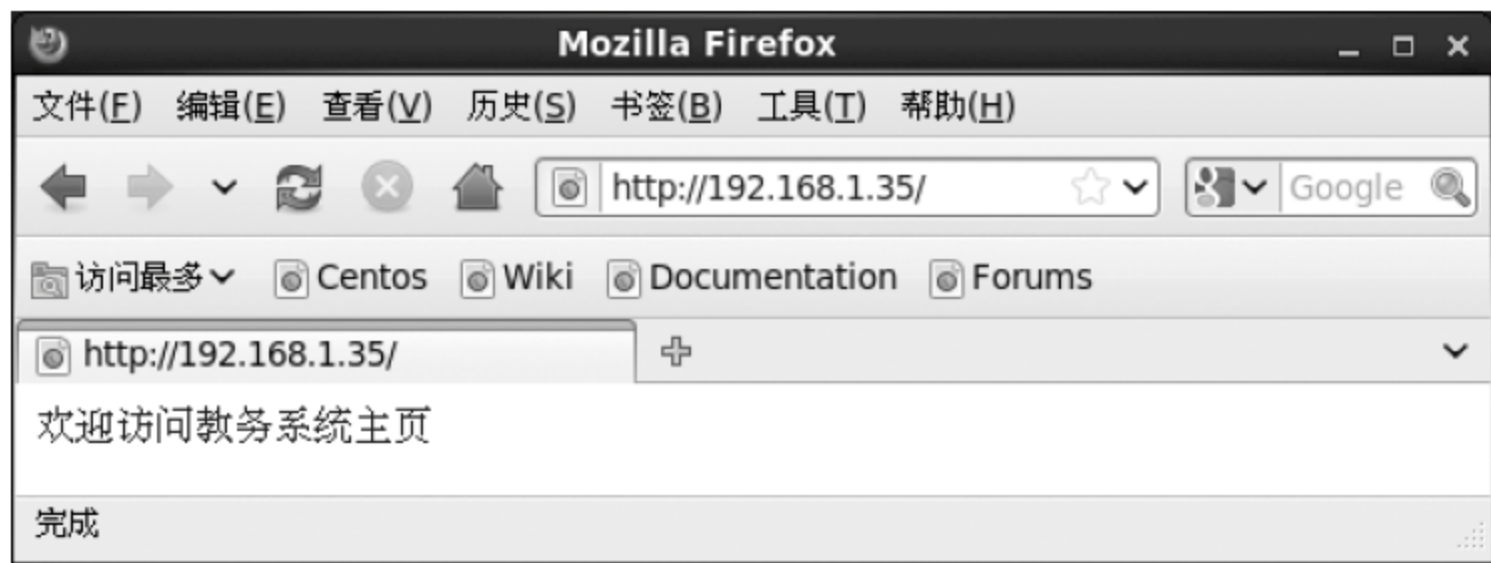 Mozilla Firefox
文件(F) 编辑(E) 查看(V) 历史(S) 书签(B) 工具(T) 帮助(H)
http://192.168.1.35/ Google
访问最多 Centos Wiki Documentation Forums
http://192.168.1.35/
欢迎访问教务系统主页
完成